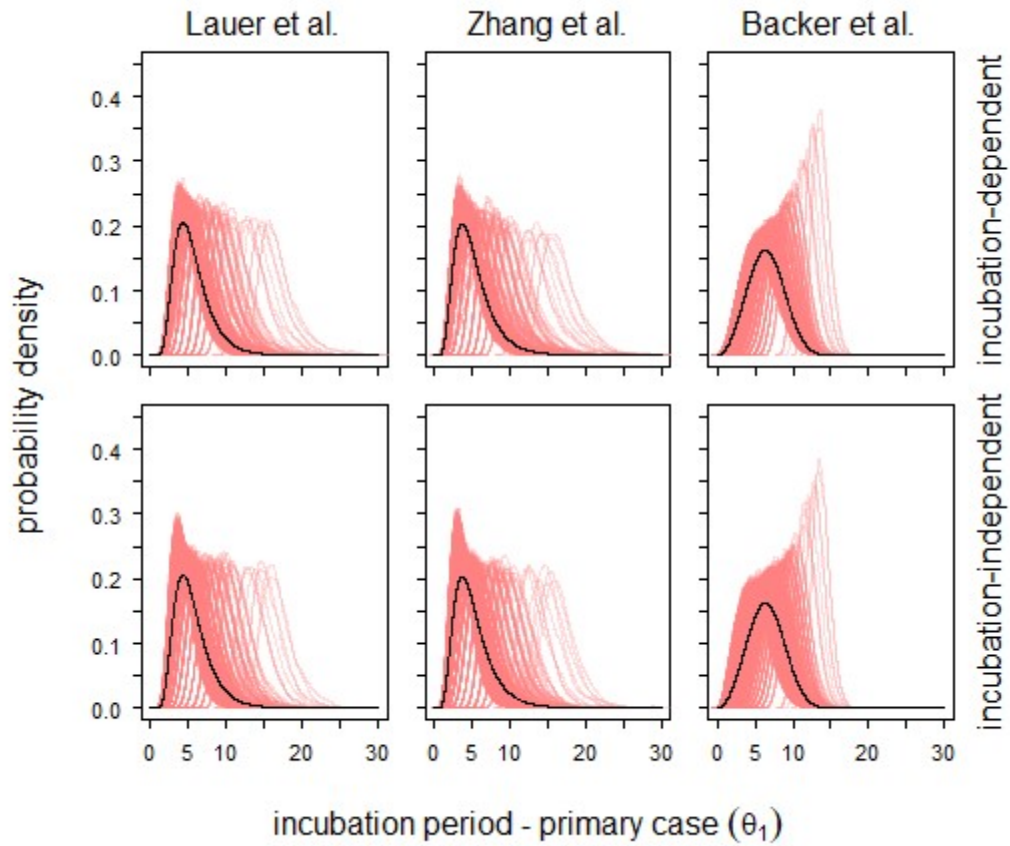 Lauer et al. Zhang et al. Backer et al.
0.4
0.3
0.2
0.1
0.0
incubation-dependent
probability density
0.4
0.3
0.2
0.1
0.0
incubation-independent
0 5 10 20 30 0 5 10 20 30 0 5 10 20 30
incubation period - primary case (θ₁)